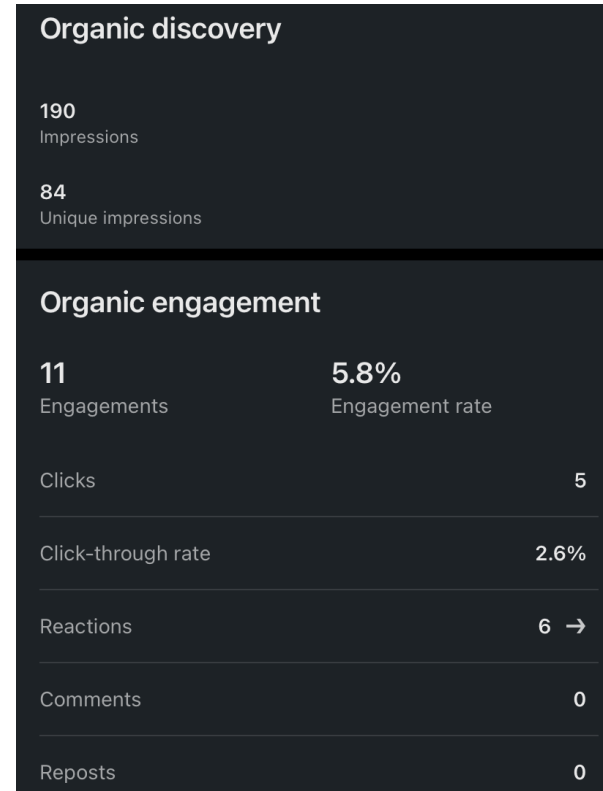 Organic discovery
190
Impressions
84
Unique impressions
Organic engagement
11 5.8%
Engagements Engagement rate
Clicks 5
Click-through rate 2.6%
Reactions 6 →
Comments 0
Reposts 0